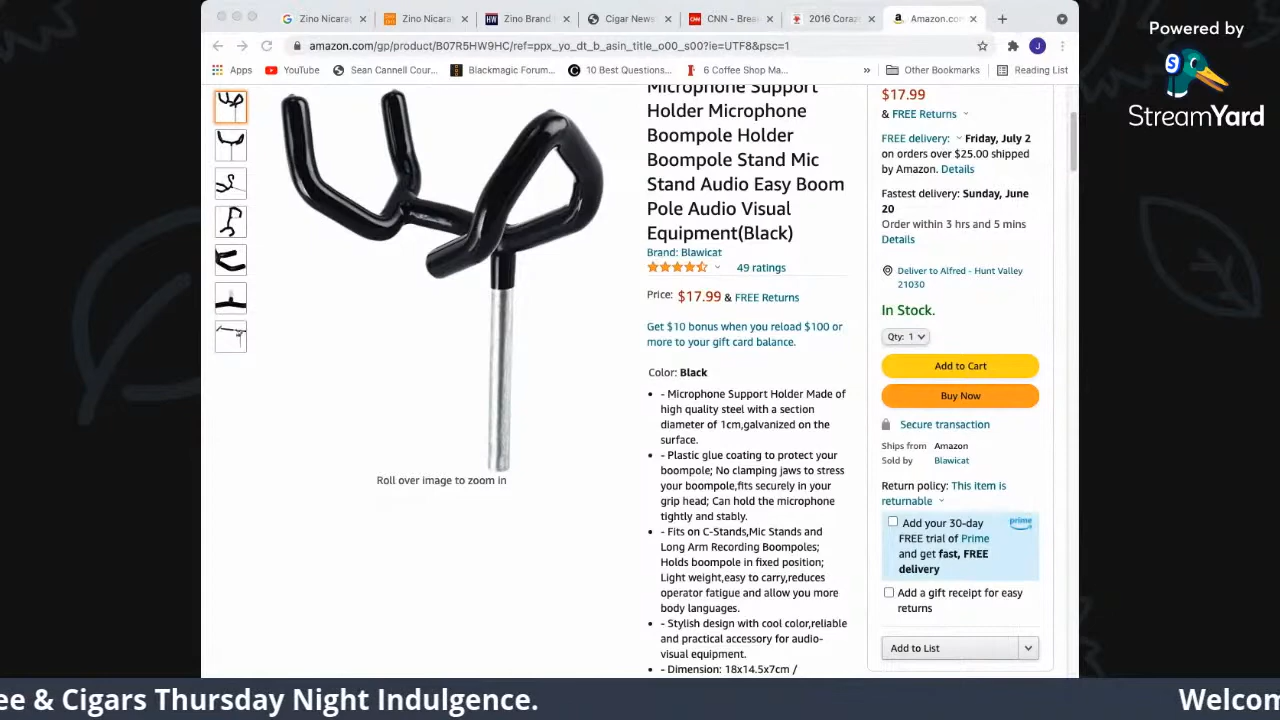 Zino Nicarag
Zino Nicara
Zino Brand
Cigar News
CNN - Brea
2016 Coraz
Amazon.com
amazon.com/gp/product/B07R5HW9HC/ref=ppx_yo_dt_b_asin_title_o00_s00?ie=UTF8&psc=1
J
Apps
YouTube
Sean Cannell Cour...
Blackmagic Forum...
10 Best Questions...
6 Coffee Shop Ma...
»
Other Bookmarks
Reading List
Powered by
StreamYard
Microphone Support
Holder Microphone
Boompole Holder
Boompole Stand Mic
Stand Audio Easy Boom
Pole Audio Visual
Equipment(Black)
Brand: Blawicat
49 ratings
Price: $17.99 & FREE Returns
Get $10 bonus when you reload $100 or
more to your gift card balance.
Color: Black
- Microphone Support Holder Made of
high quality steel with a section
diameter of 1cm,galvanized on the
surface.
- Plastic glue coating to protect your
boompole; No clamping jaws to stress
your boompole,fits securely in your
grip head; Can hold the microphone
tightly and stably.
- Fits on C-Stands,Mic Stands and
Long Arm Recording Boompoles;
Holds boompole in fixed position;
Light weight,easy to carry,reduces
operator fatigue and allow you more
body languages.
- Stylish design with cool color,reliable
and practical accessory for audio-
visual equipment.
- Dimension: 18x14.5x7cm /
Roll over image to zoom in
$17.99
& FREE Returns
FREE delivery: Friday, July 2
on orders over $25.00 shipped
by Amazon. Details
Fastest delivery: Sunday, June
20
Order within 3 hrs and 5 mins
Details
Deliver to Alfred - Hunt Valley
21030
In Stock.
Qty: 1
Add to Cart
Buy Now
Secure transaction
Ships from Amazon
Sold by Blawicat
Return policy: This item is
returnable
Add your 30-day
FREE trial of Prime
and get fast, FREE
delivery
prime
Add a gift receipt for easy
returns
Add to List
ee & Cigars Thursday Night Indulgence.
Welcom